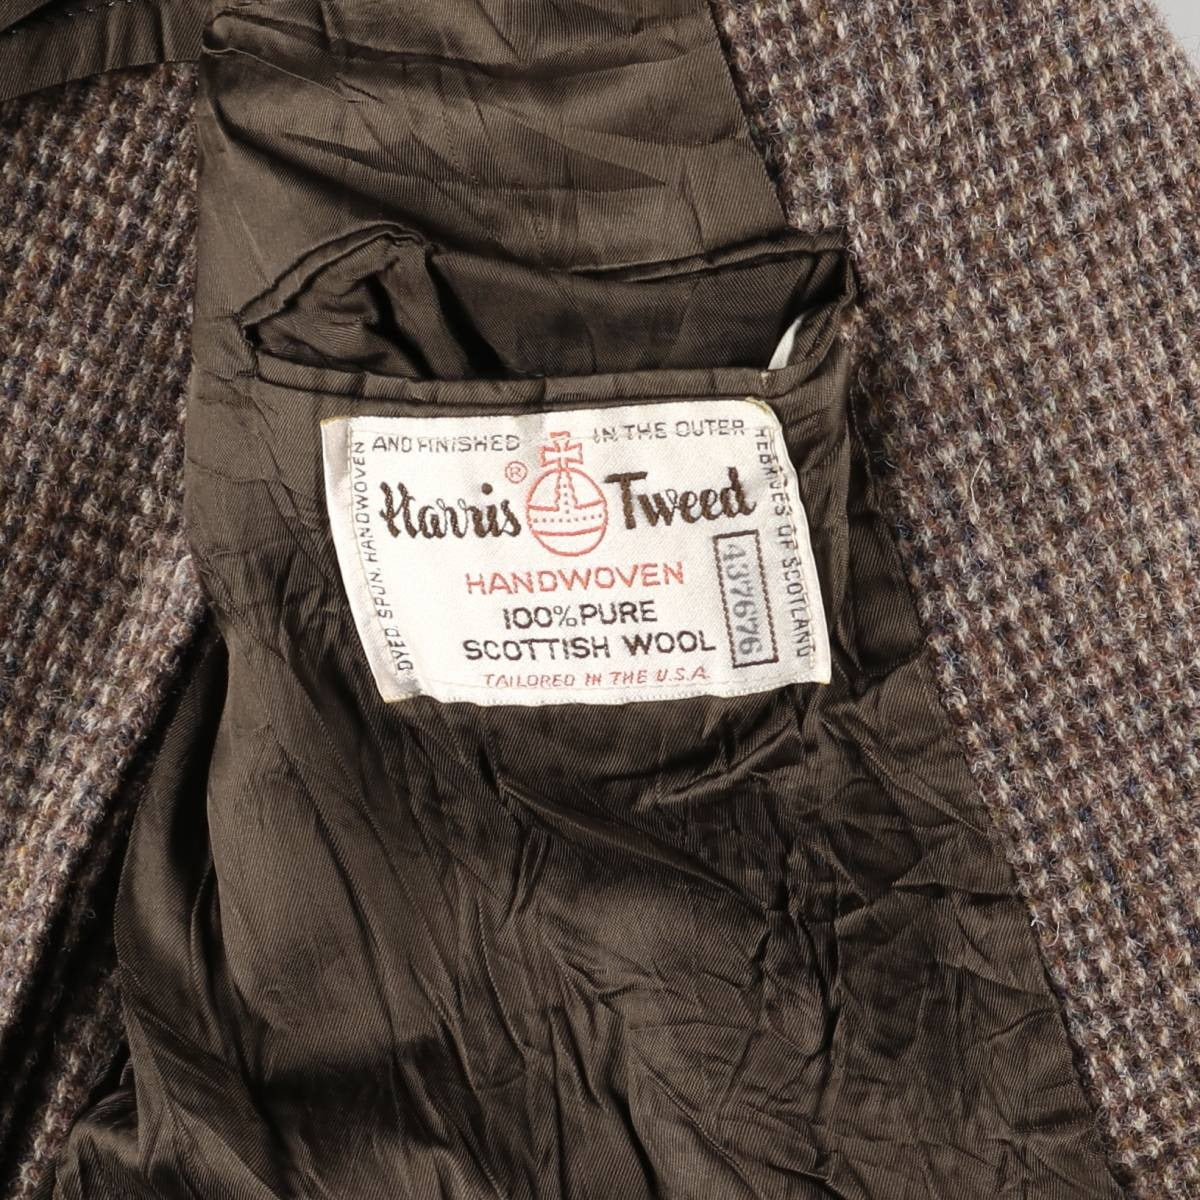 DYED, SPUN, HANDWOVEN
AND FINISHED IN THE OUTER
HEBRIDES OF SCOTLAND
Harris ® Tweed
HANDWOVEN
100% PURE
SCOTTISH WOOL
TAILORED IN THE U.S.A.
437676